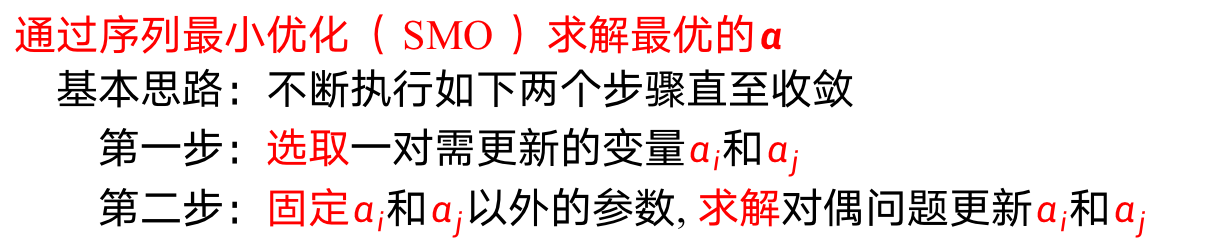 通过序列最小优化（SMO）求解最优的α
基本思路：不断执行如下两个步骤直至收敛
第一步：选取一对需更新的变量αᵢ和αⱼ
第二步：固定αᵢ和αⱼ以外的参数, 求解对偶问题更新αᵢ和αⱼ